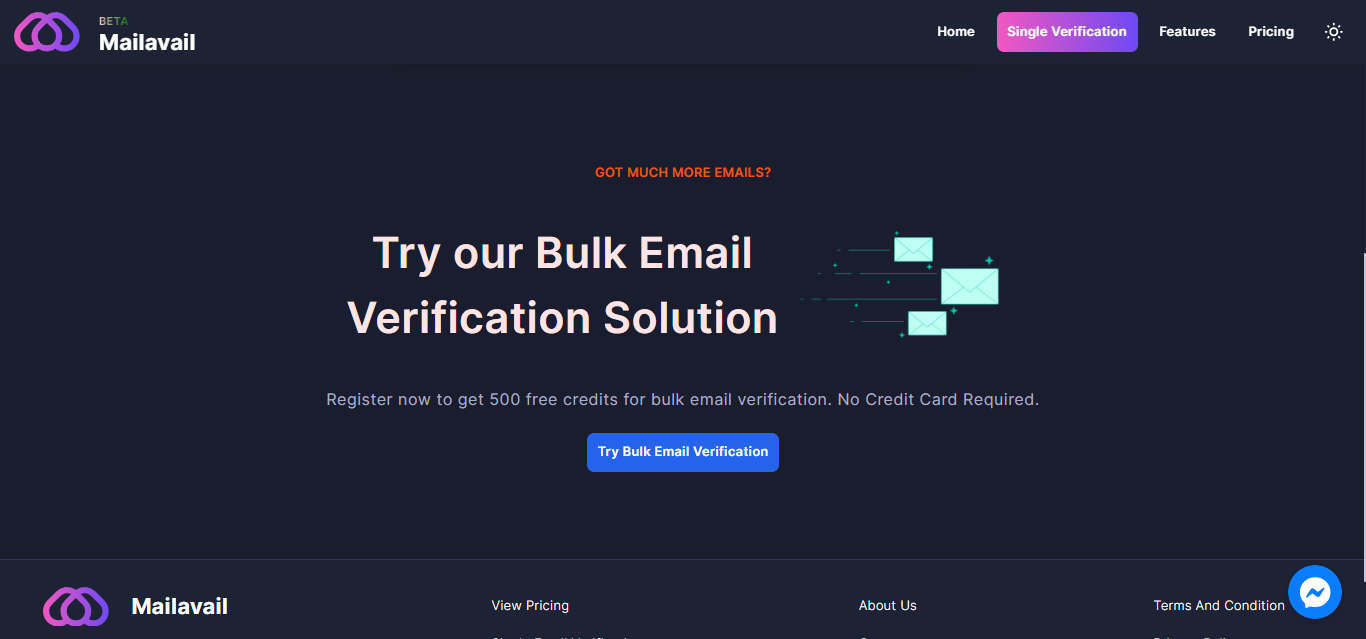 BETA
Mailavail
Home
Single Verification
Features
Pricing
GOT MUCH MORE EMAILS?
Try our Bulk Email
Verification Solution
Register now to get 500 free credits for bulk email verification. No Credit Card Required.
Try Bulk Email Verification
Mailavail
View Pricing
About Us
Terms And Condition